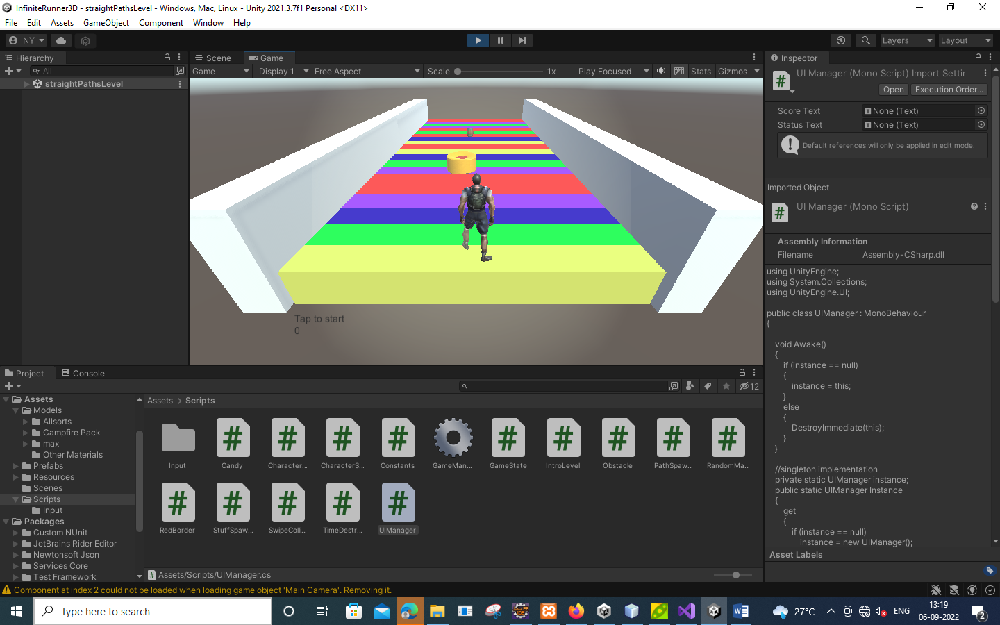 InfiniteRunner3D - straightPathsLevel - Windows, Mac, Linux - Unity 2021.3.7f1 Personal <DX11>
File Edit Assets GameObject Component Window Help
NY Layers Layout
Hierarchy
All
straightPathsLevel
Scene Game
Game Display 1 Free Aspect Scale 1x Play Focused Stats Gizmos
Tap to start
0
Inspector
UI Manager (Mono Script) Import Settin
Open Execution Order...
Score Text None (Text)
Status Text None (Text)
Default references will only be applied in edit mode.
Imported Object
UI Manager (Mono Script)
Assembly Information
Filename Assembly-CSharp.dll
using UnityEngine;
using System.Collections;
using UnityEngine.UI;
public class UIManager : MonoBehaviour
{
void Awake()
{
if (instance == null)
{
instance = this;
}
else
{
DestroyImmediate(this);
}
}
//singleton implementation
private static UIManager instance;
public static UIManager Instance
{
get
{
if (instance == null)
instance = new UIManager();
Asset Labels
Project Console
12
Assets
Models
Allsorts
Campfire Pack
max
Other Materials
Prefabs
Resources
Scenes
Scripts
Input
Packages
Custom NUnit
JetBrains Rider Editor
Newtonsoft Json
Services Core
Test Framework
Assets > Scripts
Input Candy Character... CharacterS... Constants GameMan... GameState IntroLevel Obstacle PathSpaw... RandomMa...
RedBorder StuffSpaw... SwipeColli... TimeDestr... UIManager
Assets/Scripts/UIManager.cs
Component at index 2 could not be loaded when loading game object 'Main Camera'. Removing it.
Type here to search
27°C
ENG
13:19
06-09-2022
2